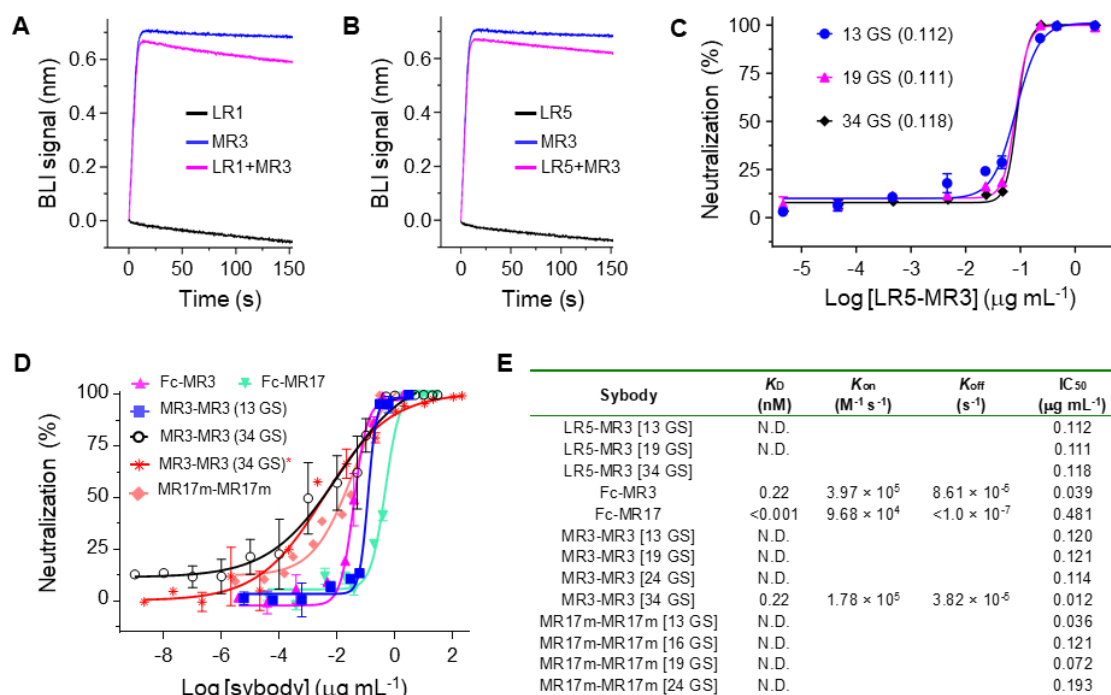 A
BLI signal (nm)
0.6
0.4
0.2
0.0
LR1
MR3
LR1+MR3
0 50 100 150
Time (s)
B
BLI signal (nm)
0.6
0.4
0.2
0.0
LR5
MR3
LR5+MR3
0 50 100 150
Time (s)
C
Neutralization (%)
100
75
50
25
0
13 GS (0.112)
19 GS (0.111)
34 GS (0.118)
-5 -4 -3 -2 -1 0
Log [LR5-MR3] (μg mL-1)
D
Neutralization (%)
100
75
50
25
0
Fc-MR3 Fc-MR17
MR3-MR3 (13 GS)
MR3-MR3 (34 GS)
MR3-MR3 (34 GS)*
MR17m-MR17m
-8 -6 -4 -2 0 2
Log [sybody] (μg mL-1)
E
Sybody KD (nM) Kon (M-1 s-1) Koff (s-1) IC50 (μg mL-1)
LR5-MR3 [13 GS] N.D. 0.112
LR5-MR3 [19 GS] N.D. 0.111
LR5-MR3 [34 GS] 0.118
Fc-MR3 0.22 3.97 × 10^5 8.61 × 10^-5 0.039
Fc-MR17 <0.001 9.68 × 10^4 <1.0 × 10^-7 0.481
MR3-MR3 [13 GS] N.D. 0.120
MR3-MR3 [19 GS] N.D. 0.121
MR3-MR3 [24 GS] N.D. 0.114
MR3-MR3 [34 GS] 0.22 1.78 × 10^5 3.82 × 10^-5 0.012
MR17m-MR17m [13 GS] N.D. 0.036
MR17m-MR17m [16 GS] N.D. 0.121
MR17m-MR17m [19 GS] N.D. 0.072
MR17m-MR17m [24 GS] N.D. 0.193